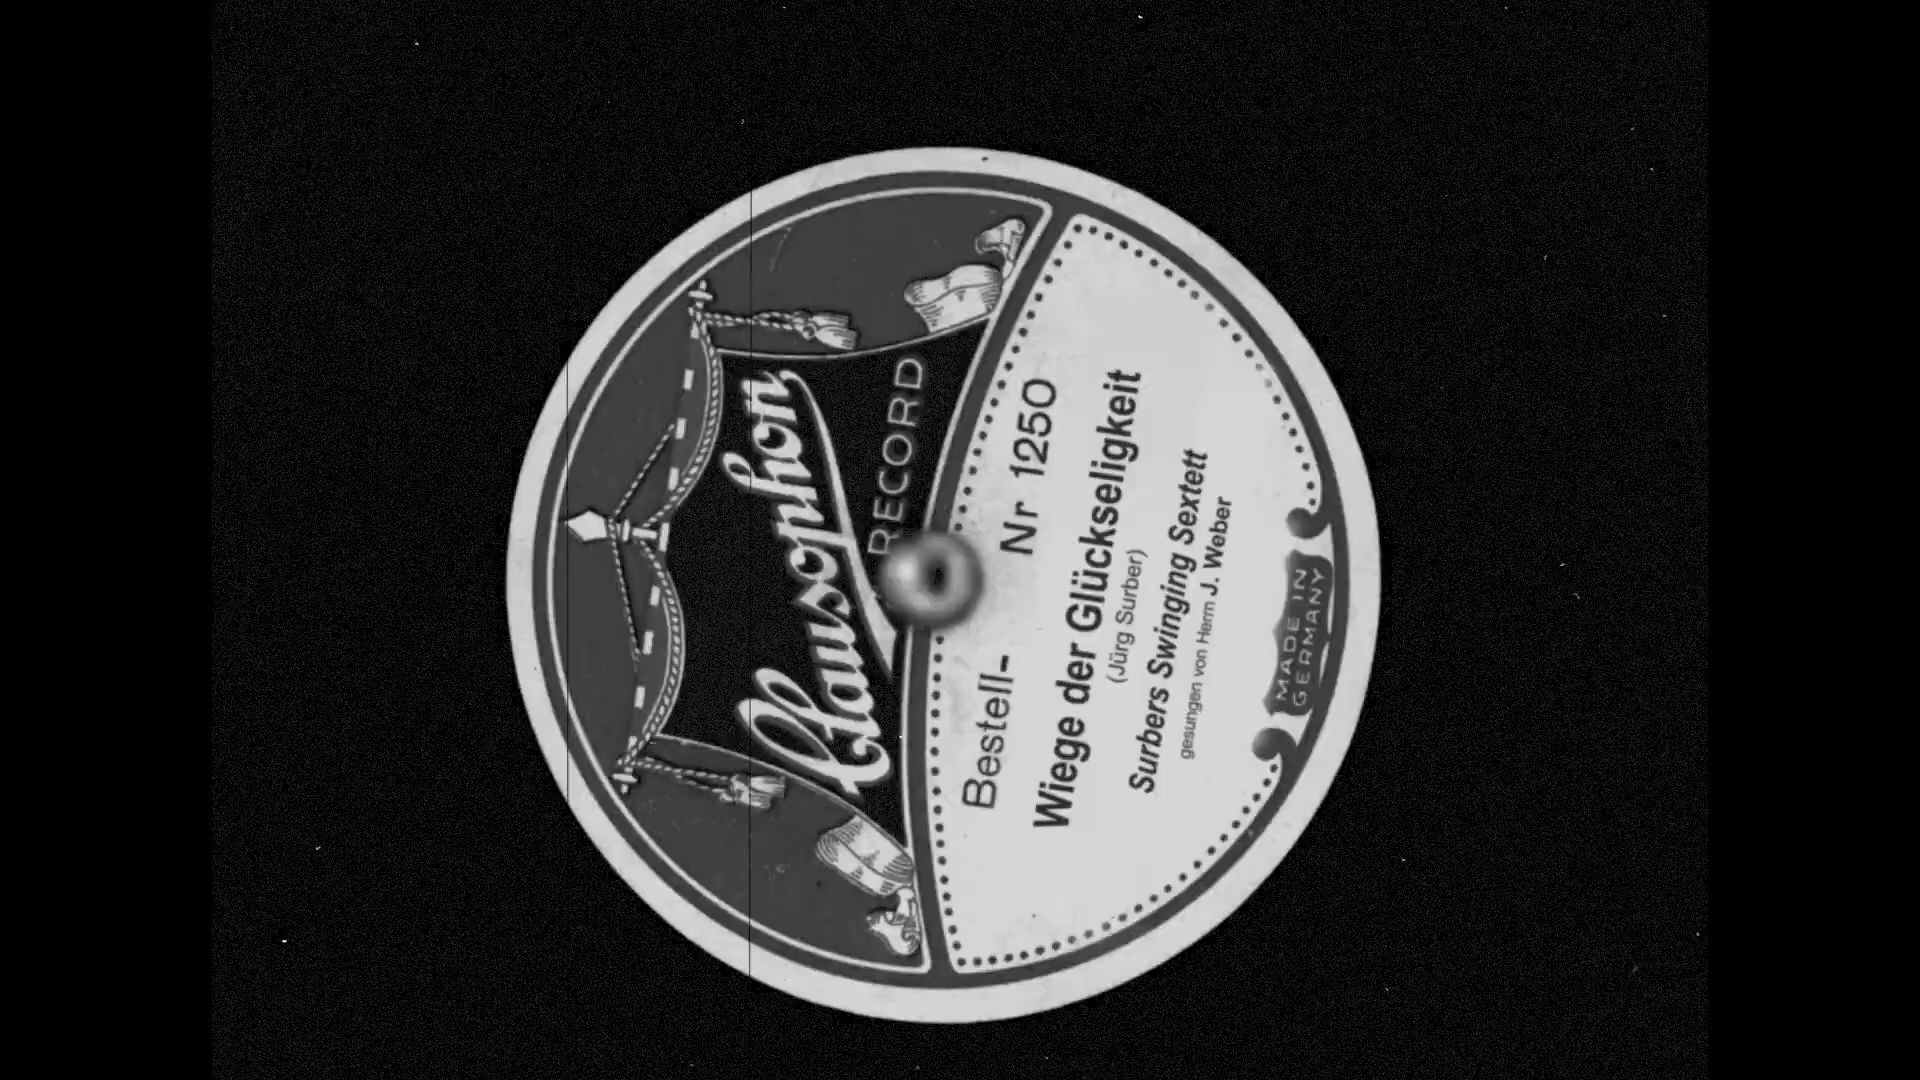 Clausophon
RECORD
Bestell- Nr 1250
Wiege der Glückseligkeit
(Jürg Surber)
Surbers Swinging Sextett
gesungen von Herrn J. Weber
MADE IN
GERMANY